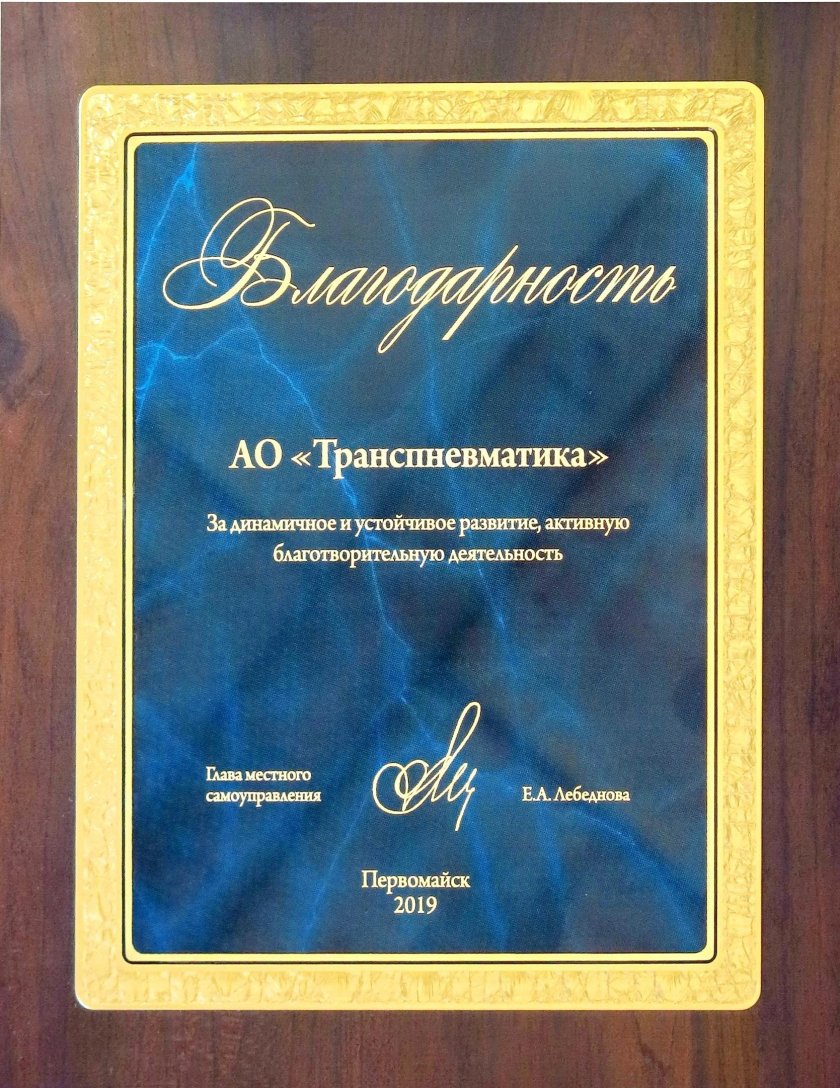 Благодарность
АО «Транспневматика»
За динамичное и устойчивое развитие, активную
благотворительную деятельность
Глава местного
самоуправления
Е.А. Лебеднова
Первомайск
2019